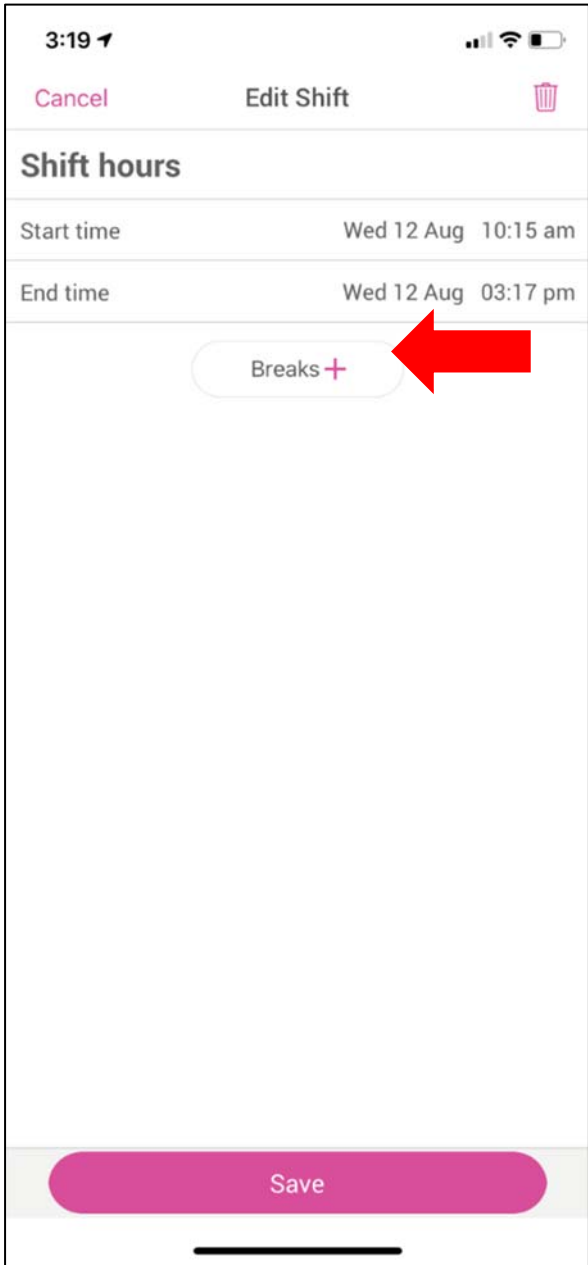 3:19
Cancel Edit Shift
Shift hours
Start time Wed 12 Aug 10:15 am
End time Wed 12 Aug 03:17 pm
Breaks +
Save